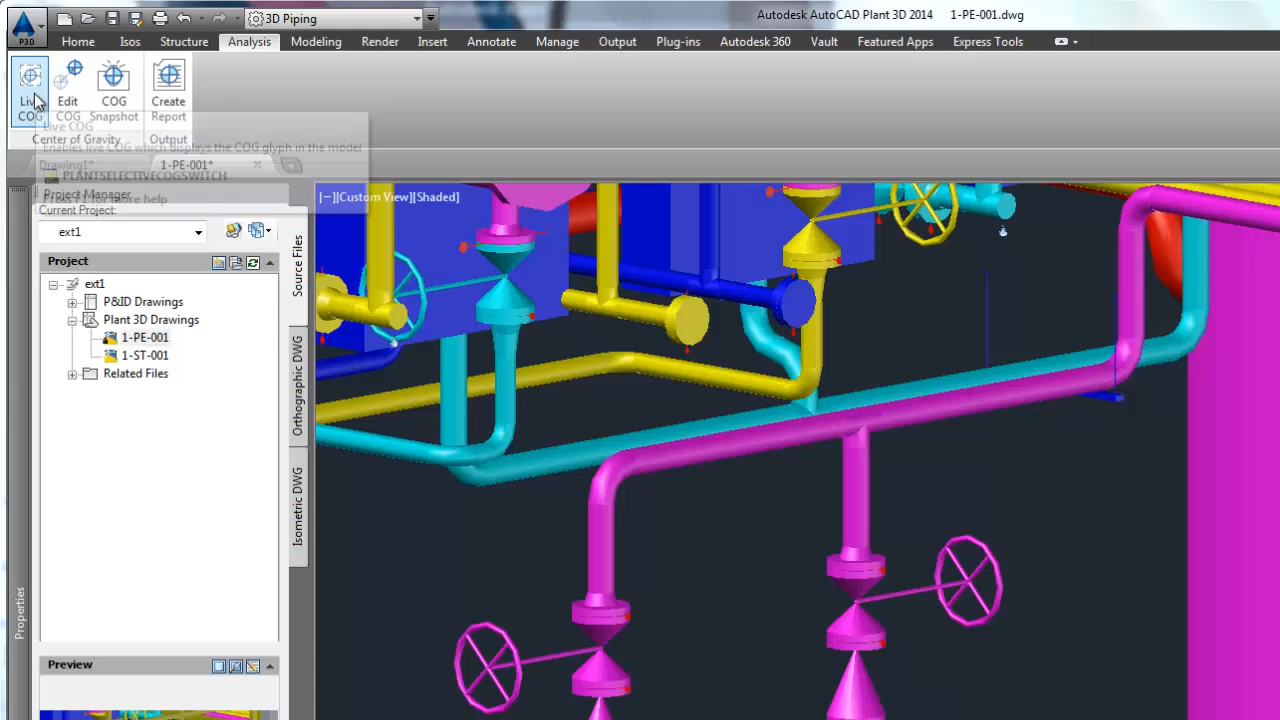 3D Piping
Autodesk AutoCAD Plant 3D 2014 1-PE-001.dwg
P3D
Home Isos Structure Analysis Modeling Render Insert Annotate Manage Output Plug-ins Autodesk 360 Vault Featured Apps Express Tools
Live COG
Edit COG
COG Snapshot
Create Report
Center of Gravity
Output
Live COG
Enables live COG which displays the COG glyph in the model
PLANTSELECTIVECOGSWITCH
Press F1 for more help
Drawing1*
1-PE-001*
Project Manager
Current Project:
ext1
Project
ext1
P&ID Drawings
Plant 3D Drawings
1-PE-001
1-ST-001
Related Files
Source Files
Orthographic DWG
Isometric DWG
Properties
Preview
[−][Custom View][Shaded]